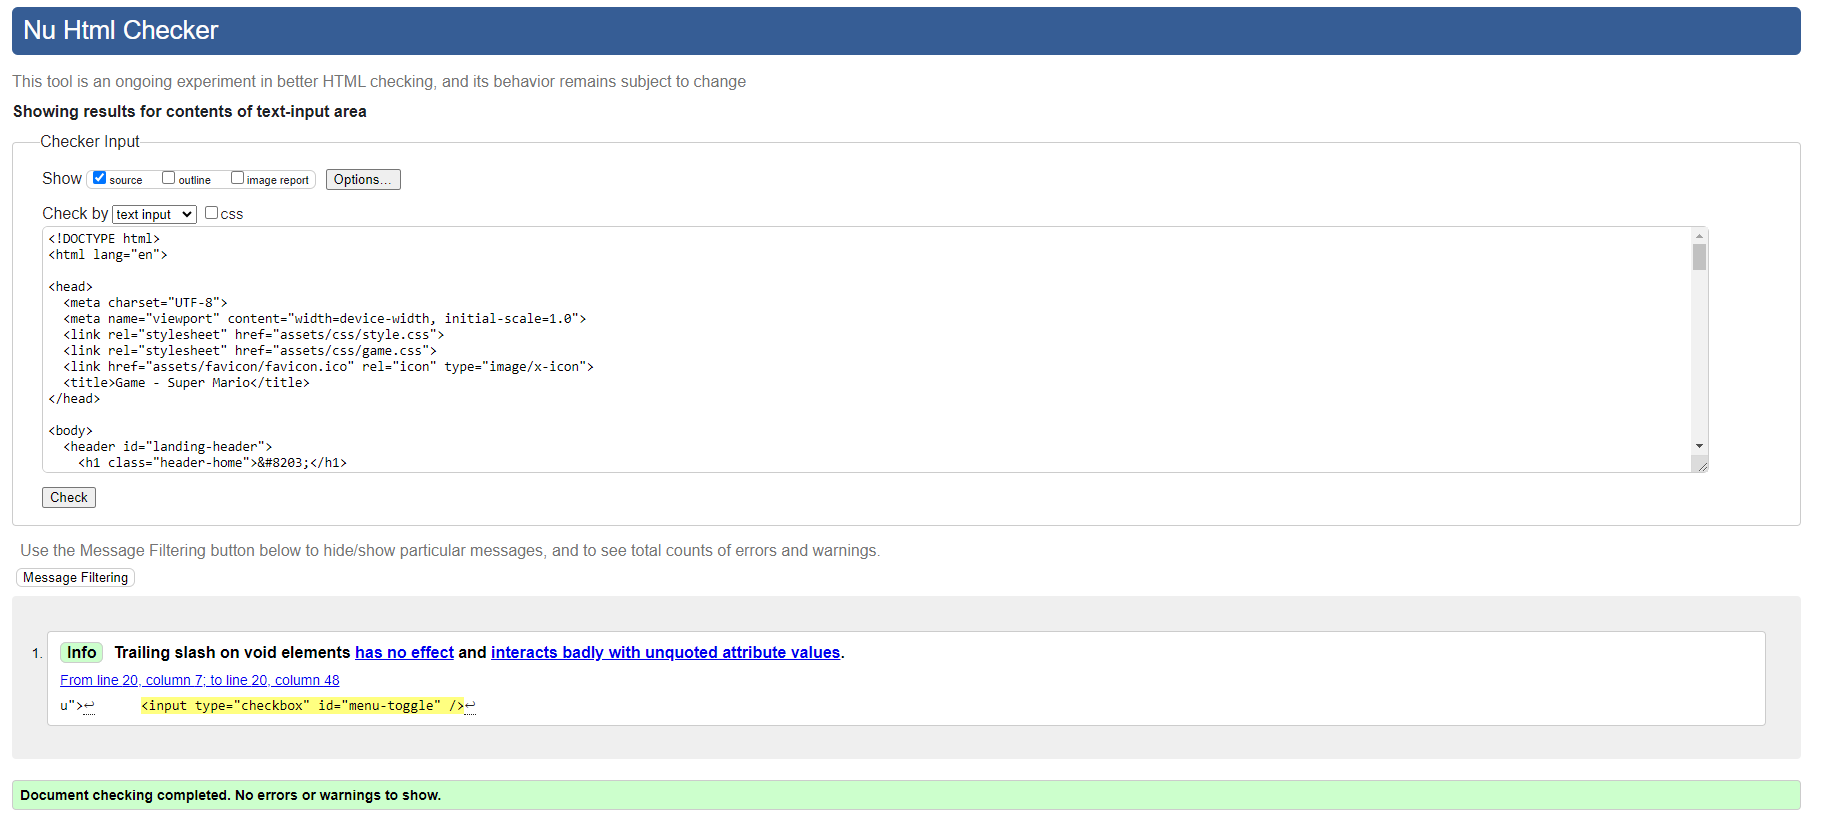 Nu Html Checker
This tool is an ongoing experiment in better HTML checking, and its behavior remains subject to change
Showing results for contents of text-input area
Checker Input
Show source outline image report Options...
Check by text input css
<!DOCTYPE html>
<html lang="en">
<head>
<meta charset="UTF-8">
<meta name="viewport" content="width=device-width, initial-scale=1.0">
<link rel="stylesheet" href="assets/css/style.css">
<link rel="stylesheet" href="assets/css/game.css">
<link href="assets/favicon/favicon.ico" rel="icon" type="image/x-icon">
<title>Game - Super Mario</title>
</head>
<body>
<header id="landing-header">
<h1 class="header-home">&#8203;</h1>
Check
Use the Message Filtering button below to hide/show particular messages, and to see total counts of errors and warnings.
Message Filtering
1. Info Trailing slash on void elements has no effect and interacts badly with unquoted attribute values.
From line 20, column 7; to line 20, column 48
u">↩ <input type="checkbox" id="menu-toggle" />↩
Document checking completed. No errors or warnings to show.